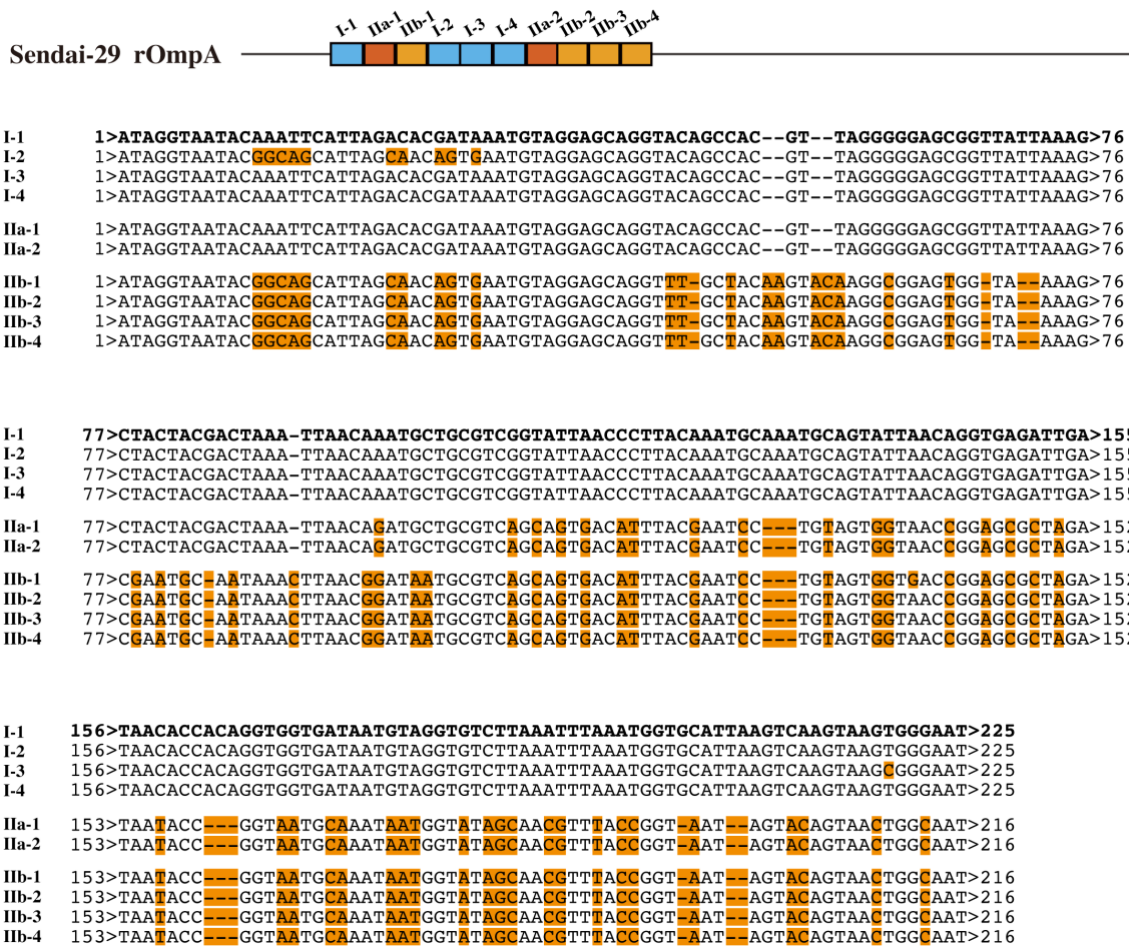 I-1 IIa-1 IIb-1 I-2 I-3 I-4 IIa-2 IIb-2 IIb-3 IIb-4
Sendai-29 rOmpA
I-1 1>ATAGGTAATACAAATTCATTAGACACGATAAATGTAGGAGCAGGTACAGCCAC--GT--TAGGGGGAGCGGTTATTAAAG>76
I-2 1>ATAGGTAATACGGCAGCATTAGCAACAGTGAATGTAGGAGCAGGTACAGCCAC--GT--TAGGGGGAGCGGTTATTAAAG>76
I-3 1>ATAGGTAATACAAATTCATTAGACACGATAAATGTAGGAGCAGGTACAGCCAC--GT--TAGGGGGAGCGGTTATTAAAG>76
I-4 1>ATAGGTAATACAAATTCATTAGACACGATAAATGTAGGAGCAGGTACAGCCAC--GT--TAGGGGGAGCGGTTATTAAAG>76
IIa-1 1>ATAGGTAATACAAATTCATTAGACACGATAAATGTAGGAGCAGGTACAGCCAC--GT--TAGGGGGAGCGGTTATTAAAG>76
IIa-2 1>ATAGGTAATACAAATTCATTAGACACGATAAATGTAGGAGCAGGTACAGCCAC--GT--TAGGGGGAGCGGTTATTAAAG>76
IIb-1 1>ATAGGTAATACGGCAGCATTAGCAACAGTGAATGTAGGAGCAGGTTT-GCTACAAGTACAAGGCGGAGTGG-TA--AAAG>76
IIb-2 1>ATAGGTAATACGGCAGCATTAGCAACAGTGAATGTAGGAGCAGGTTT-GCTACAAGTACAAGGCGGAGTGG-TA--AAAG>76
IIb-3 1>ATAGGTAATACGGCAGCATTAGCAACAGTGAATGTAGGAGCAGGTTT-GCTACAAGTACAAGGCGGAGTGG-TA--AAAG>76
IIb-4 1>ATAGGTAATACGGCAGCATTAGCAACAGTGAATGTAGGAGCAGGTTT-GCTACAAGTACAAGGCGGAGTGG-TA--AAAG>76
I-1 77>CTACTACGACTAAA-TTAACAAATGCTGCGTCGGTATTAACCCTTACAAATGCAAATGCAGTATTAACAGGTGAGATTGA>155
I-2 77>CTACTACGACTAAA-TTAACAAATGCTGCGTCGGTATTAACCCTTACAAATGCAAATGCAGTATTAACAGGTGAGATTGA>155
I-3 77>CTACTACGACTAAA-TTAACAAATGCTGCGTCGGTATTAACCCTTACAAATGCAAATGCAGTATTAACAGGTGAGATTGA>155
I-4 77>CTACTACGACTAAA-TTAACAAATGCTGCGTCGGTATTAACCCTTACAAATGCAAATGCAGTATTAACAGGTGAGATTGA>155
IIa-1 77>CTACTACGACTAAA-TTAACAGATGCTGCGTCAGCAGTGACATTTACGAATCC---TGTAGTGGTAACCGGAGCGCTAGA>152
IIa-2 77>CTACTACGACTAAA-TTAACAGATGCTGCGTCAGCAGTGACATTTACGAATCC---TGTAGTGGTAACCGGAGCGCTAGA>152
IIb-1 77>CGAATGC-AATAAACTTAACGGATAATGCGTCAGCAGTGACATTTACGAATCC---TGTAGTGGTGACCGGAGCGCTAGA>152
IIb-2 77>CGAATGC-AATAAACTTAACGGATAATGCGTCAGCAGTGACATTTACGAATCC---TGTAGTGGTAACCGGAGCGCTAGA>152
IIb-3 77>CGAATGC-AATAAACTTAACGGATAATGCGTCAGCAGTGACATTTACGAATCC---TGTAGTGGTAACCGGAGCGCTAGA>152
IIb-4 77>CGAATGC-AATAAACTTAACGGATAATGCGTCAGCAGTGACATTTACGAATCC---TGTAGTGGTAACCGGAGCGCTAGA>152
I-1 156>TAACACCACAGGTGGTGATAATGTAGGTGTCTTAAATTTAAATGGTGCATTAAGTCAAGTAAGTGGGAAT>225
I-2 156>TAACACCACAGGTGGTGATAATGTAGGTGTCTTAAATTTAAATGGTGCATTAAGTCAAGTAAGTGGGAAT>225
I-3 156>TAACACCACAGGTGGTGATAATGTAGGTGTCTTAAATTTAAATGGTGCATTAAGTCAAGTAAGCGGGAAT>225
I-4 156>TAACACCACAGGTGGTGATAATGTAGGTGTCTTAAATTTAAATGGTGCATTAAGTCAAGTAAGTGGGAAT>225
IIa-1 153>TAATACC---GGTAATGCAAATAATGGTATAGCAACGTTTACCGGT-AAT--AGTACAGTAACTGGCAAT>216
IIa-2 153>TAATACC---GGTAATGCAAATAATGGTATAGCAACGTTTACCGGT-AAT--AGTACAGTAACTGGCAAT>216
IIb-1 153>TAATACC---GGTAATGCAAATAATGGTATAGCAACGTTTACCGGT-AAT--AGTACAGTAACTGGCAAT>216
IIb-2 153>TAATACC---GGTAATGCAAATAATGGTATAGCAACGTTTACCGGT-AAT--AGTACAGTAACTGGCAAT>216
IIb-3 153>TAATACC---GGTAATGCAAATAATGGTATAGCAACGTTTACCGGT-AAT--AGTACAGTAACTGGCAAT>216
IIb-4 153>TAATACC---GGTAATGCAAATAATGGTATAGCAACGTTTACCGGT-AAT--AGTACAGTAACTGGCAAT>216